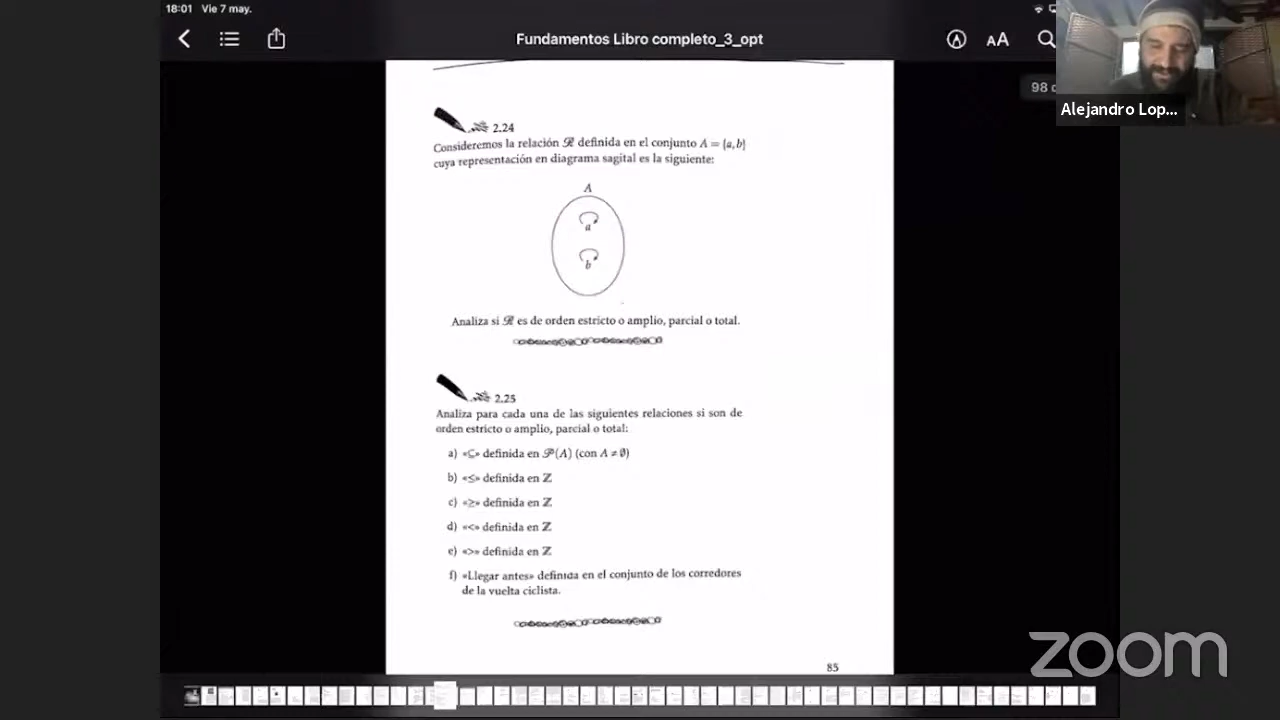 18:01 Vie 7 may.
Fundamentos Libro completo_3_opt
AA
98
Alejandro Lop...
2.24
Consideremos la relación ℛ definida en el conjunto A = {a, b}
cuya representación en diagrama sagital es la siguiente:
A
a
b
Analiza si ℛ es de orden estricto o amplio, parcial o total.
2.25
Analiza para cada una de las siguientes relaciones si son de
orden estricto o amplio, parcial o total:
a) «⊆» definida en 𝒫(A) (con A ≠ ∅)
b) «≤» definida en ℤ
c) «≥» definida en ℤ
d) «<» definida en ℤ
e) «>» definida en ℤ
f) «Llegar antes» definida en el conjunto de los corredores
de la vuelta ciclista.
85
zoom